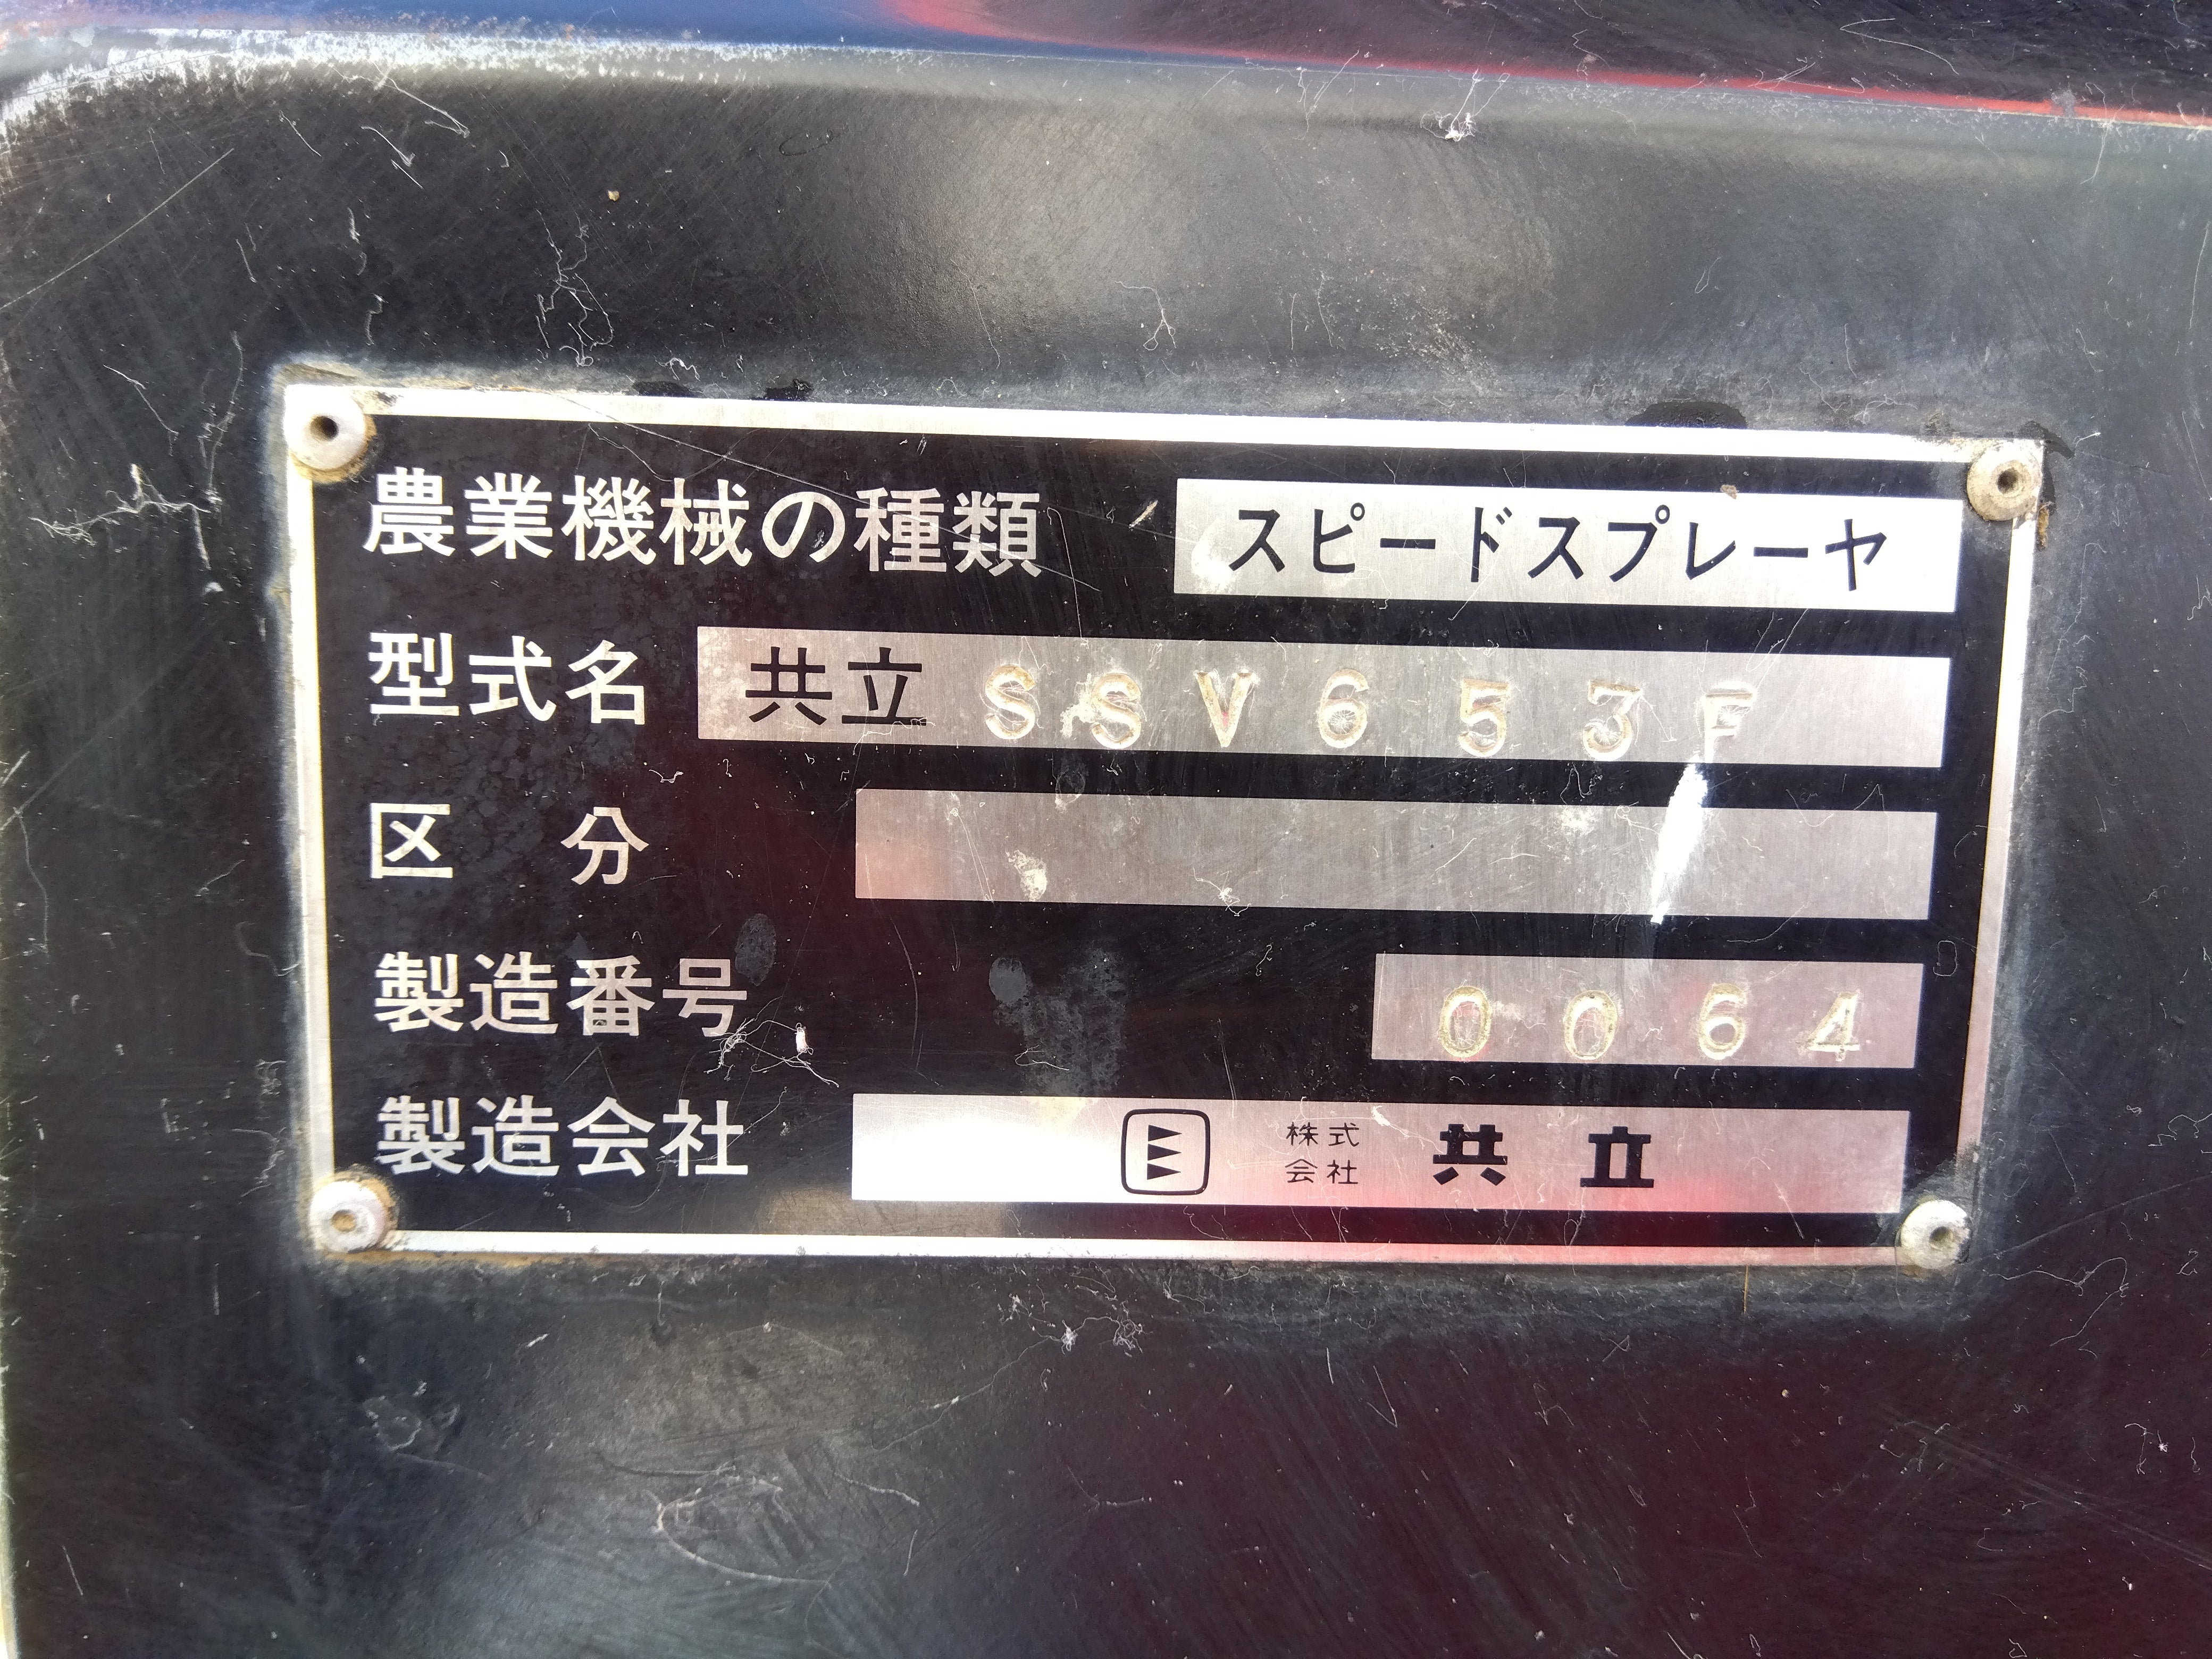 農業機械の種類 スピードスプレーヤ
型式名 共立 SSV653F
区 分
製造番号 0064
製造会社 株式会社 共立